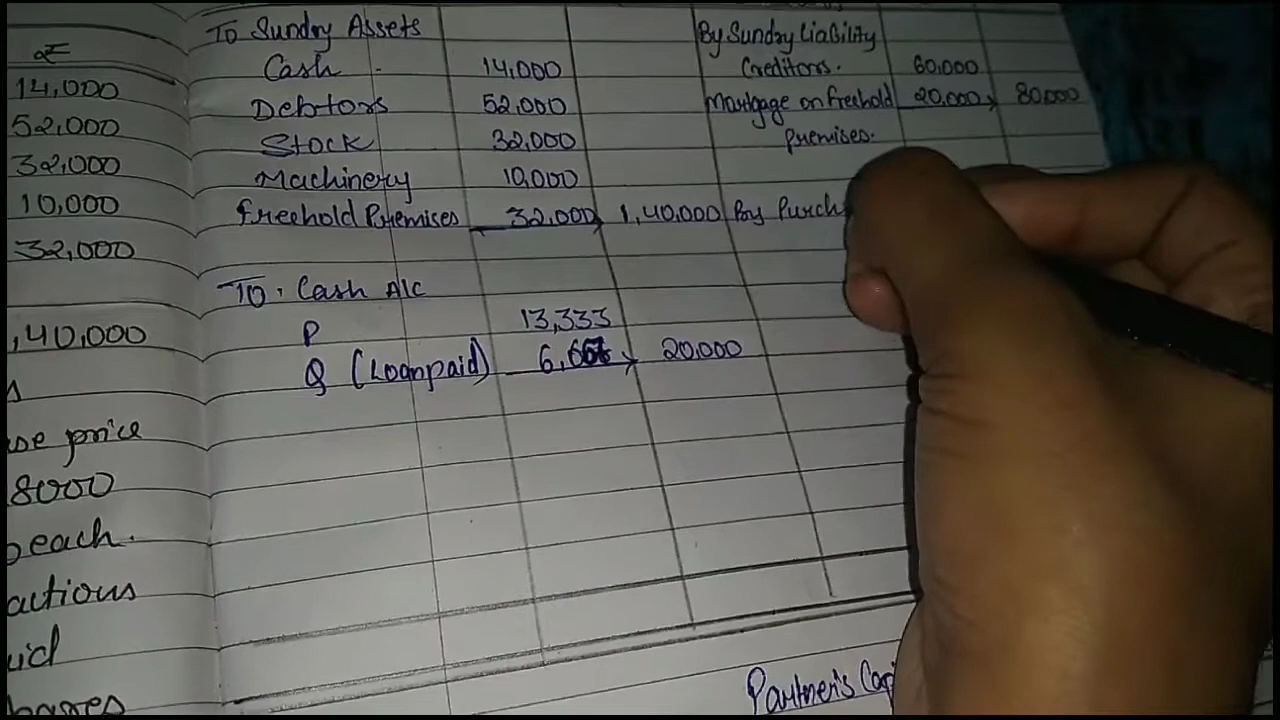 ₹
14,000
52,000
32,000
10,000
32,000
,40,000
use price
8000
each.
actions
To Sundry Assets
Cash 14,000
Debtors 52,000
Stock 32,000
Machinery 10,000
freehold Premises 32,000 1,40,000
To Cash A/c
P 13,333
Q (Loan paid) 6,667 20,000
By Sundry Liability
Creditors. 60,000
Mortgage on freehold 20,000 80,000
premises.
By Purch
Partner's Cap